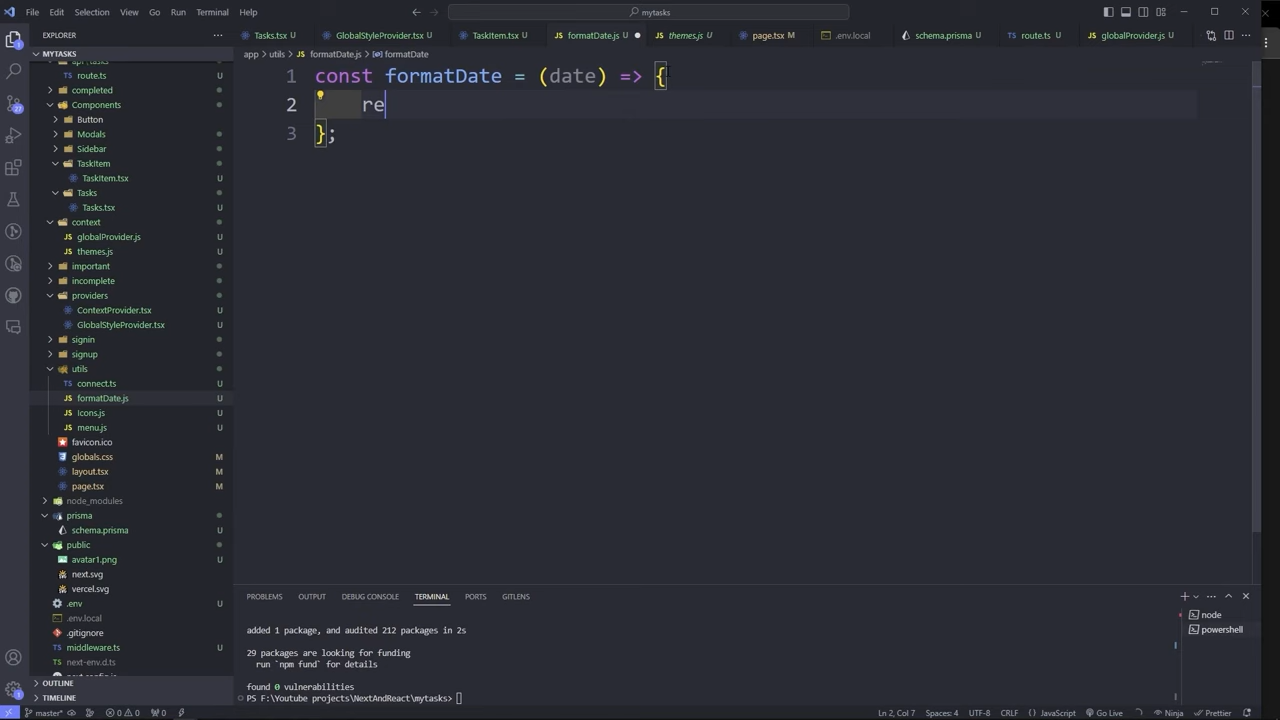 File Edit Selection View Go Run Terminal Help
mytasks
EXPLORER
MYTASKS
route.ts U
completed
Components
Button
Modals
Sidebar
TaskItem
TaskItem.tsx U
Tasks
Tasks.tsx U
context
globalProvider.js U
themes.js U
important
incomplete
providers
ContextProvider.tsx U
GlobalStyleProvider.tsx U
signin
signup
utils
connect.ts U
formatDate.js U
Icons.js U
menu.js U
favicon.ico
globals.css M
layout.tsx M
page.tsx M
node_modules
prisma
schema.prisma U
public
avatar1.png U
next.svg
vercel.svg
.env U
.env.local
.gitignore
middleware.ts U
next-env.d.ts
OUTLINE
TIMELINE
Tasks.tsx U GlobalStyleProvider.tsx U TaskItem.tsx U formatDate.js U themes.js U page.tsx M .env.local schema.prisma U route.ts U globalProvider.js U
app > utils > JS formatDate.js > formatDate
1 const formatDate = (date) => {
2 re
3 };
PROBLEMS OUTPUT DEBUG CONSOLE TERMINAL PORTS GITLENS
added 1 package, and audited 212 packages in 2s
29 packages are looking for funding
run `npm fund` for details
found 0 vulnerabilities
PS F:\Youtube projects\NextAndReact\mytasks>
node
powershell
master* 0 0 0 Ln 2, Col 7 Spaces: 4 UTF-8 CRLF JavaScript Go Live Ninja Prettier